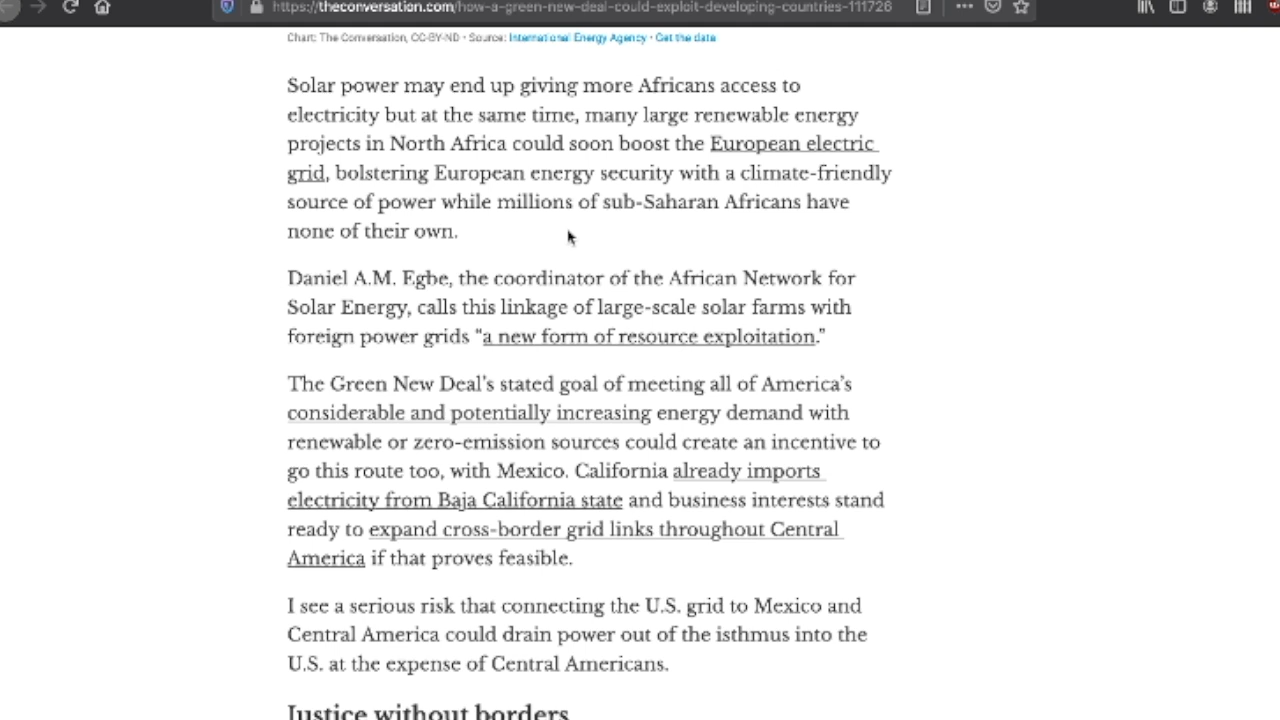 https://theconversation.com/how-a-green-new-deal-could-exploit-developing-countries-111726
Chart: The Conversation, CC-BY-ND • Source: International Energy Agency • Get the data
Solar power may end up giving more Africans access to
electricity but at the same time, many large renewable energy
projects in North Africa could soon boost the European electric
grid, bolstering European energy security with a climate-friendly
source of power while millions of sub-Saharan Africans have
none of their own.
Daniel A.M. Egbe, the coordinator of the African Network for
Solar Energy, calls this linkage of large-scale solar farms with
foreign power grids “a new form of resource exploitation.”
The Green New Deal’s stated goal of meeting all of America’s
considerable and potentially increasing energy demand with
renewable or zero-emission sources could create an incentive to
go this route too, with Mexico. California already imports
electricity from Baja California state and business interests stand
ready to expand cross-border grid links throughout Central
America if that proves feasible.
I see a serious risk that connecting the U.S. grid to Mexico and
Central America could drain power out of the isthmus into the
U.S. at the expense of Central Americans.
Justice without borders